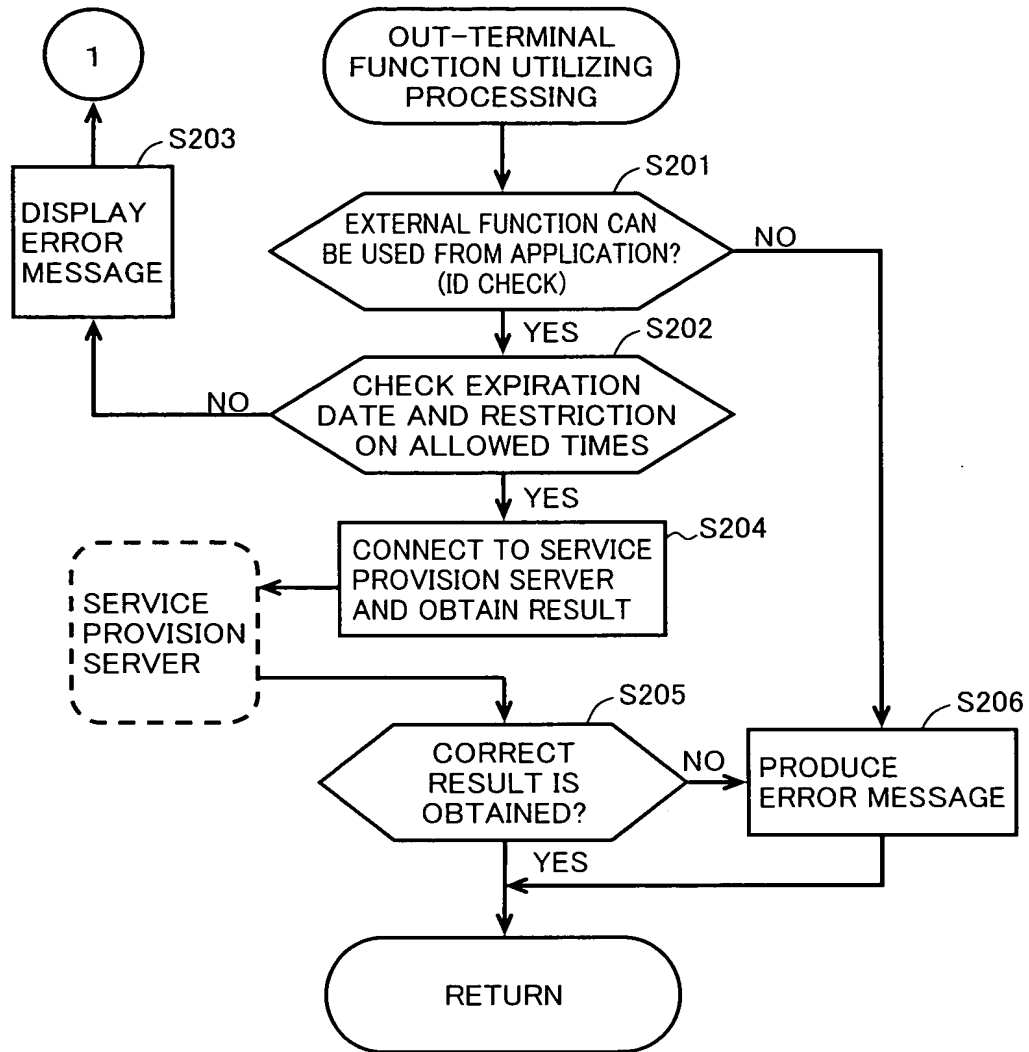 1
OUT-TERMINAL
FUNCTION UTILIZING
PROCESSING
S203
DISPLAY
ERROR
MESSAGE
S201
EXTERNAL FUNCTION CAN
BE USED FROM APPLICATION?
(ID CHECK)
NO
YES
S202
CHECK EXPIRATION
DATE AND RESTRICTION
ON ALLOWED TIMES
NO
YES
S204
CONNECT TO SERVICE
PROVISION SERVER
AND OBTAIN RESULT
SERVICE
PROVISION
SERVER
S205
CORRECT
RESULT IS
OBTAINED?
NO
YES
S206
PRODUCE
ERROR MESSAGE
RETURN